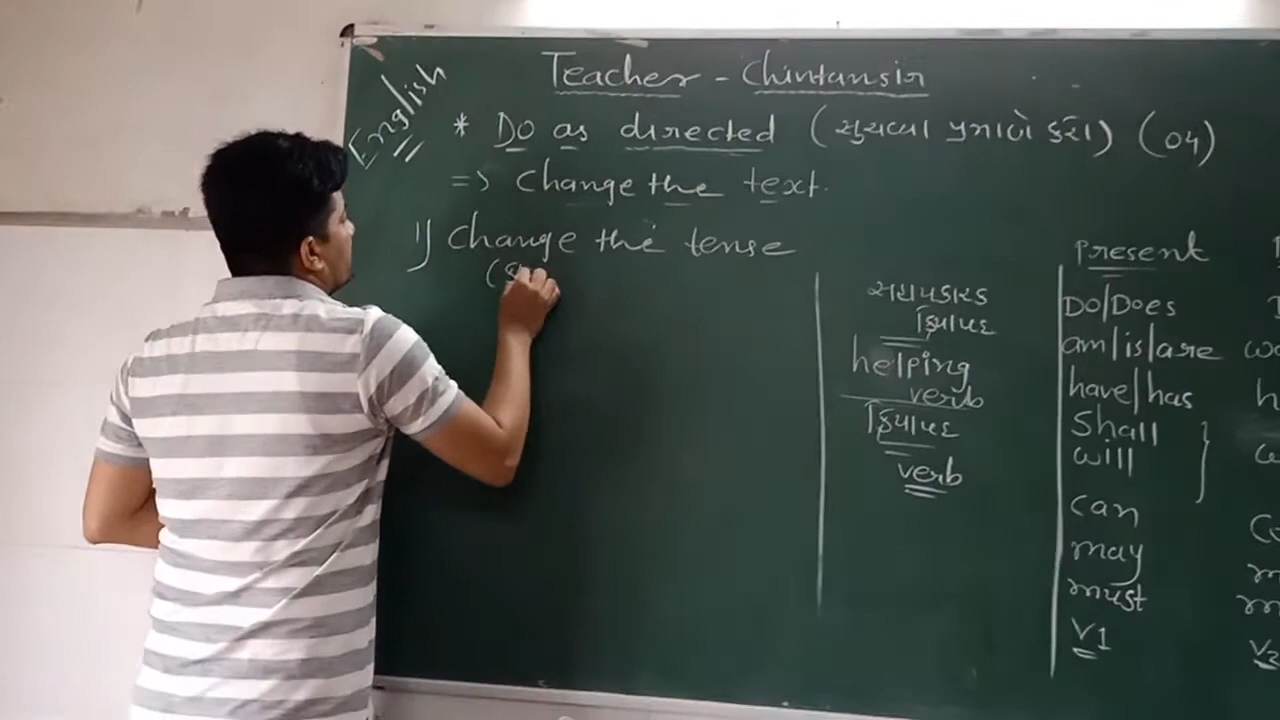 English
Teacher - Chintansir
* Do as directed (સુચવ્યા પ્રમાણે કરો) (04)
=> Change the text.
1) Change the tense
સહાયકારક
ક્રિયાપદ
helping
verb
ક્રિયાપદ
verb
Present
Do/Does
am/is/are
have/has
Shall
will
can
may
must
V1